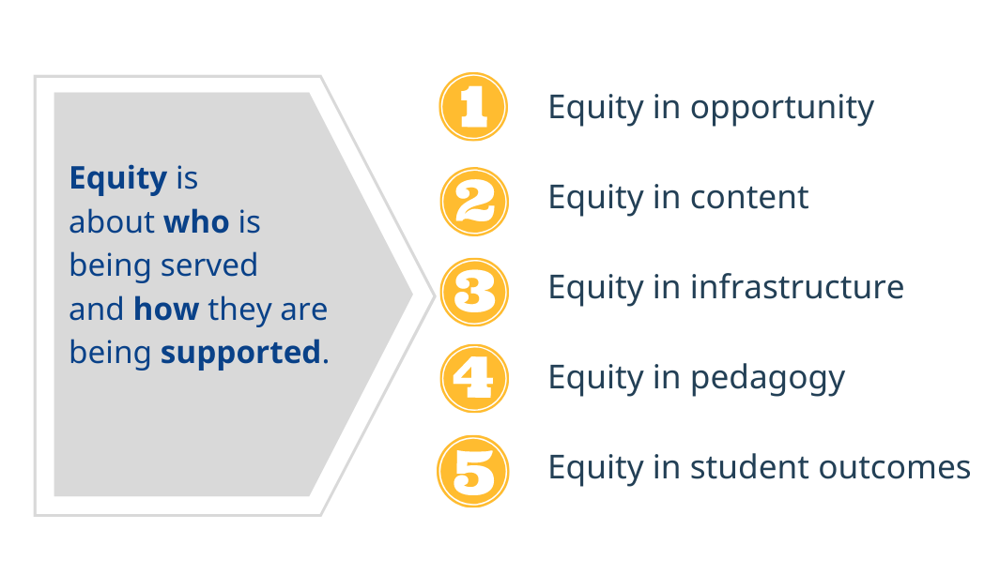 Equity is
about who is
being served
and how they are
being supported.
1 Equity in opportunity
2 Equity in content
3 Equity in infrastructure
4 Equity in pedagogy
5 Equity in student outcomes